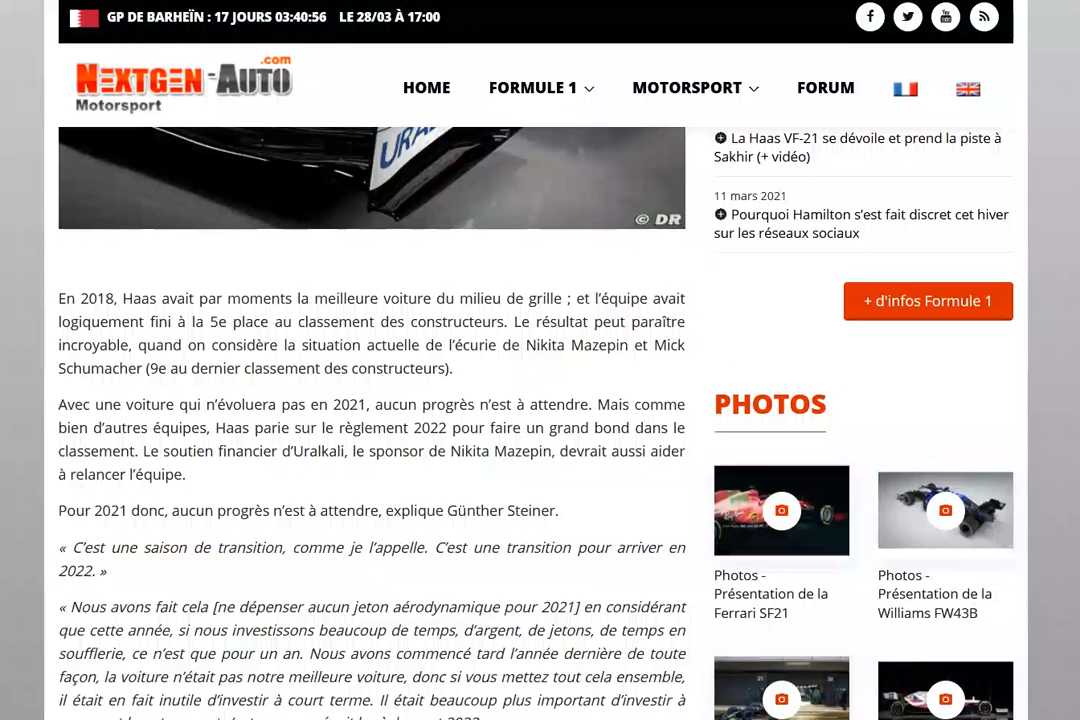 GP DE BARHEÏN : 17 JOURS 03:40:56 LE 28/03 À 17:00
NEXTGEN-AUTO.com
Motorsport
HOME FORMULE 1 MOTORSPORT FORUM
URA
© DR
En 2018, Haas avait par moments la meilleure voiture du milieu de grille ; et l’équipe avait
logiquement fini à la 5e place au classement des constructeurs. Le résultat peut paraître
incroyable, quand on considère la situation actuelle de l’écurie de Nikita Mazepin et Mick
Schumacher (9e au dernier classement des constructeurs).
Avec une voiture qui n’évoluera pas en 2021, aucun progrès n’est à attendre. Mais comme
bien d’autres équipes, Haas parie sur le règlement 2022 pour faire un grand bond dans le
classement. Le soutien financier d’Uralkali, le sponsor de Nikita Mazepin, devrait aussi aider
à relancer l’équipe.
Pour 2021 donc, aucun progrès n’est à attendre, explique Günther Steiner.
« C’est une saison de transition, comme je l’appelle. C’est une transition pour arriver en
2022. »
« Nous avons fait cela [ne dépenser aucun jeton aérodynamique pour 2021] en considérant
que cette année, si nous investissons beaucoup de temps, d’argent, de jetons, de temps en
soufflerie, ce n’est que pour un an. Nous avons commencé tard l’année dernière de toute
façon, la voiture n’était pas notre meilleure voiture, donc si vous mettez tout cela ensemble,
il était en fait inutile d’investir à court terme. Il était beaucoup plus important d’investir à
La Haas VF-21 se dévoile et prend la piste à
Sakhir (+ vidéo)
11 mars 2021
Pourquoi Hamilton s’est fait discret cet hiver
sur les réseaux sociaux
+ d'infos Formule 1
PHOTOS
Photos -
Présentation de la
Ferrari SF21
Photos -
Présentation de la
Williams FW43B